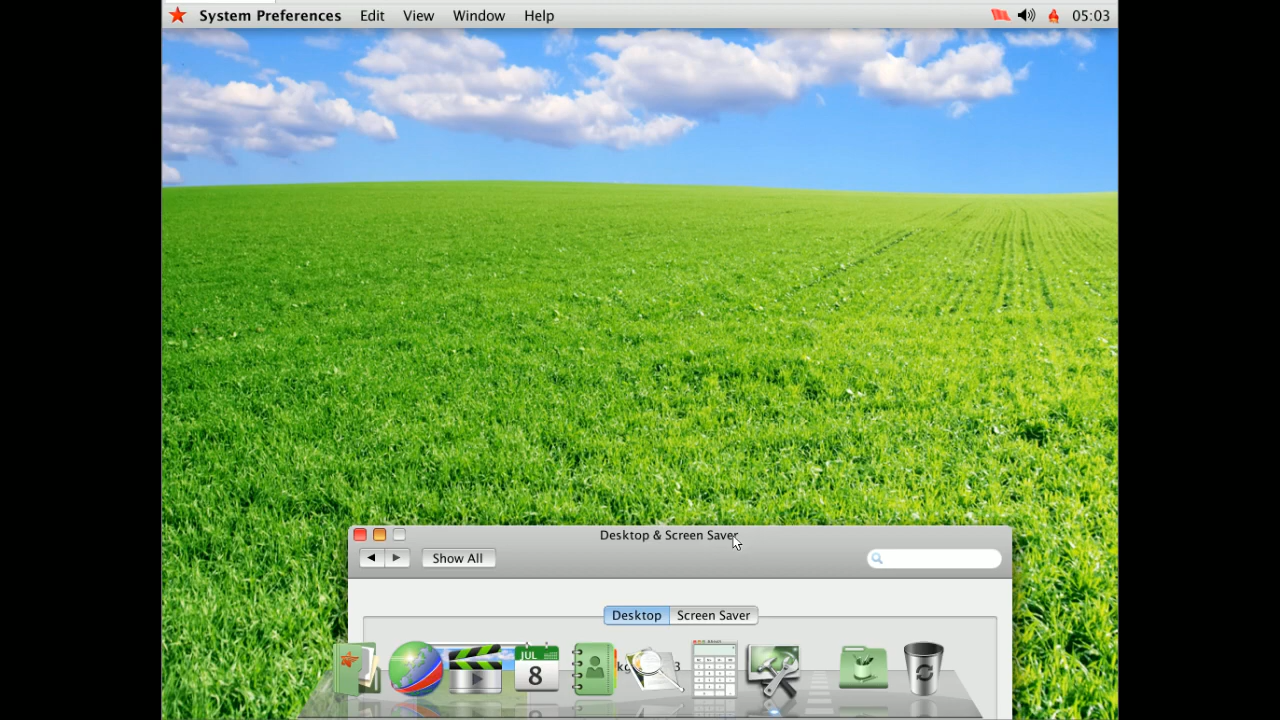 System Preferences Edit View Window Help 05:03
Desktop & Screen Saver
Show All
Desktop Screen Saver
JUL
8